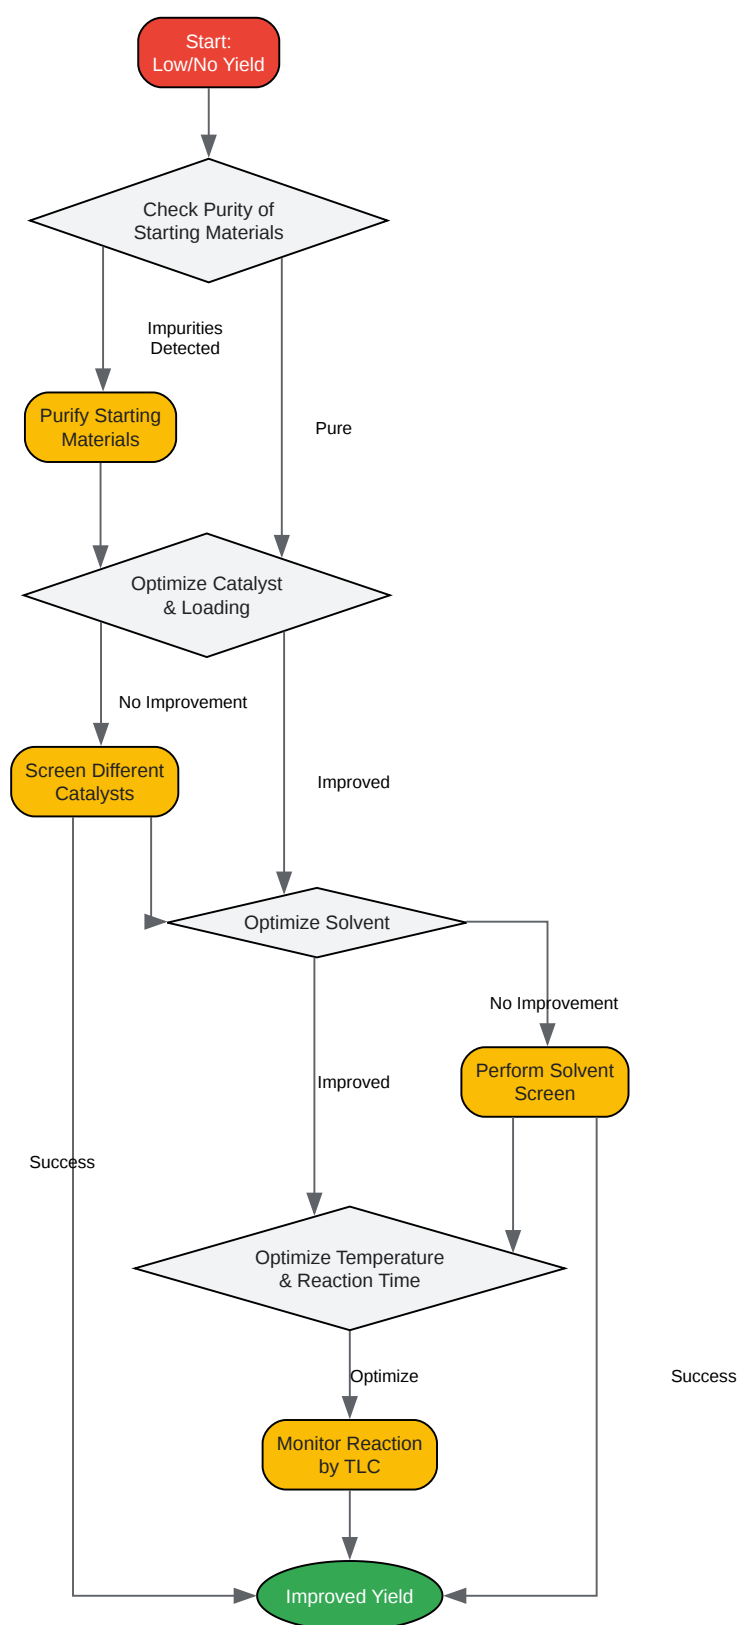 Start:
Low/No Yield
Check Purity of
Starting Materials
Impurities
Detected
Purify Starting
Materials
Pure
Optimize Catalyst
& Loading
No Improvement
Screen Different
Catalysts
Improved
Optimize Solvent
No Improvement
Perform Solvent
Screen
Improved
Success
Optimize Temperature
& Reaction Time
Optimize
Success
Monitor Reaction
by TLC
Improved Yield